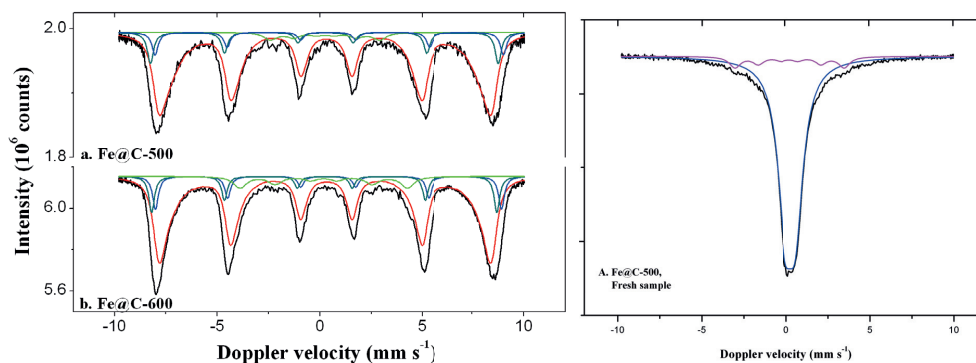 2.0
1.8
a. Fe@C-500
Intensity (10⁶ counts)
6.0
5.6
b. Fe@C-600
-10 -5 0 5 10
Doppler velocity (mm s⁻¹)
A. Fe@C-500,
Fresh sample
-10 -5 0 5 10
Doppler velocity (mm s⁻¹)